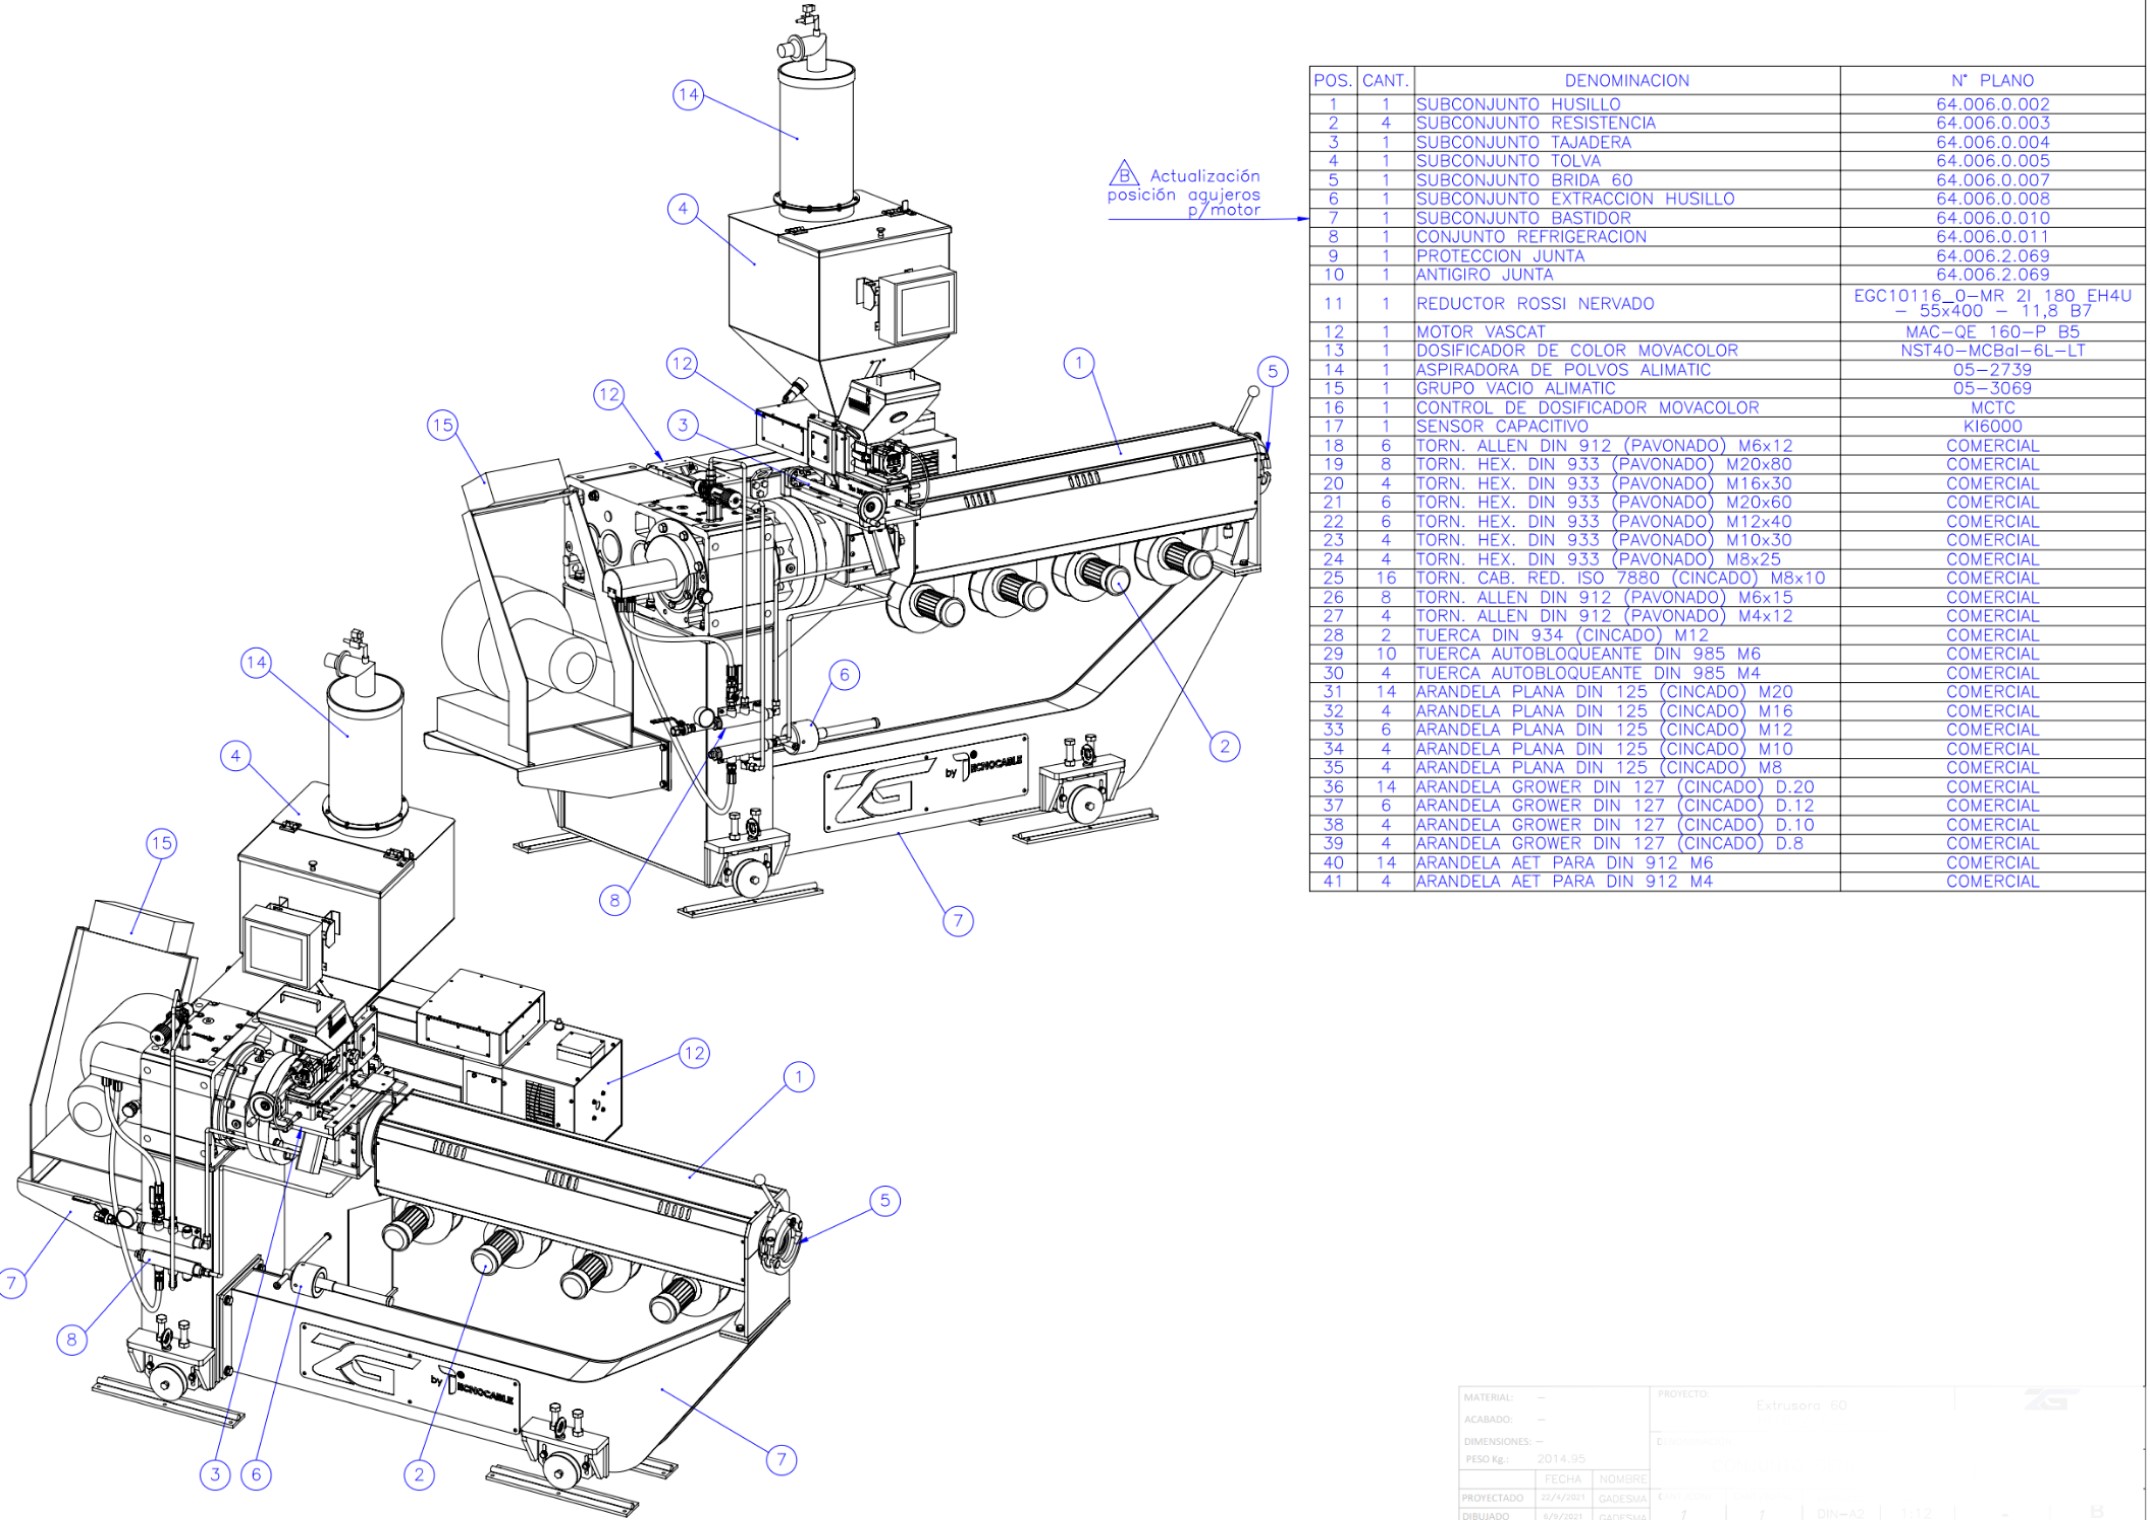 14
4
12
12
3
15
1
5
6
2
8
7
by TECNOCABLE
B Actualización
posición agujeros
p/motor
POS. CANT. DENOMINACION N° PLANO
1 1 SUBCONJUNTO HUSILLO 64.006.0.002
2 4 SUBCONJUNTO RESISTENCIA 64.006.0.003
3 1 SUBCONJUNTO TAJADERA 64.006.0.004
4 1 SUBCONJUNTO TOLVA 64.006.0.005
5 1 SUBCONJUNTO BRIDA 60 64.006.0.007
6 1 SUBCONJUNTO EXTRACCION HUSILLO 64.006.0.008
7 1 SUBCONJUNTO BASTIDOR 64.006.0.010
8 1 CONJUNTO REFRIGERACION 64.006.0.011
9 1 PROTECCION JUNTA 64.006.2.069
10 1 ANTIGIRO JUNTA 64.006.2.069
11 1 REDUCTOR ROSSI NERVADO EGC10116_0-MR 2I 180 EH4U
- 55x400 - 11,8 B7
12 1 MOTOR VASCAT MAC-QE 160-P B5
13 1 DOSIFICADOR DE COLOR MOVACOLOR NST40-MCBal-6L-LT
14 1 ASPIRADORA DE POLVOS ALIMATIC 05-2739
15 1 GRUPO VACIO ALIMATIC 05-3069
16 1 CONTROL DE DOSIFICADOR MOVACOLOR MCTC
17 1 SENSOR CAPACITIVO KI6000
18 6 TORN. ALLEN DIN 912 (PAVONADO) M6x12 COMERCIAL
19 8 TORN. HEX. DIN 933 (PAVONADO) M20x80 COMERCIAL
20 4 TORN. HEX. DIN 933 (PAVONADO) M16x30 COMERCIAL
21 6 TORN. HEX. DIN 933 (PAVONADO) M20x60 COMERCIAL
22 6 TORN. HEX. DIN 933 (PAVONADO) M12x40 COMERCIAL
23 4 TORN. HEX. DIN 933 (PAVONADO) M10x30 COMERCIAL
24 4 TORN. HEX. DIN 933 (PAVONADO) M8x25 COMERCIAL
25 16 TORN. CAB. RED. ISO 7880 (CINCADO) M8x10 COMERCIAL
26 8 TORN. ALLEN DIN 912 (PAVONADO) M6x15 COMERCIAL
27 4 TORN. ALLEN DIN 912 (PAVONADO) M4x12 COMERCIAL
28 2 TUERCA DIN 934 (CINCADO) M12 COMERCIAL
29 10 TUERCA AUTOBLOQUEANTE DIN 985 M6 COMERCIAL
30 4 TUERCA AUTOBLOQUEANTE DIN 985 M4 COMERCIAL
31 14 ARANDELA PLANA DIN 125 (CINCADO) M20 COMERCIAL
32 4 ARANDELA PLANA DIN 125 (CINCADO) M16 COMERCIAL
33 6 ARANDELA PLANA DIN 125 (CINCADO) M12 COMERCIAL
34 4 ARANDELA PLANA DIN 125 (CINCADO) M10 COMERCIAL
35 4 ARANDELA PLANA DIN 125 (CINCADO) M8 COMERCIAL
36 14 ARANDELA GROWER DIN 127 (CINCADO) D.20 COMERCIAL
37 6 ARANDELA GROWER DIN 127 (CINCADO) D.12 COMERCIAL
38 4 ARANDELA GROWER DIN 127 (CINCADO) D.10 COMERCIAL
39 4 ARANDELA GROWER DIN 127 (CINCADO) D.8 COMERCIAL
40 14 ARANDELA AET PARA DIN 912 M6 COMERCIAL
41 4 ARANDELA AET PARA DIN 912 M4 COMERCIAL
14
4
15
12
1
5
7
8
3
6
2
7
by TECNOCABLE
MATERIAL: -
PROYECTO:
Extrusora 60
ZG
ACABADO: -
DIMENSIONES: -
PESO Kg.: 2014.95
FECHA NOMBRE
PROYECTADO 22/4/2021 GADESMA
DIBUJADO 9/9/2021 GADESMA
1 1 DIN-A2 1:12 - B